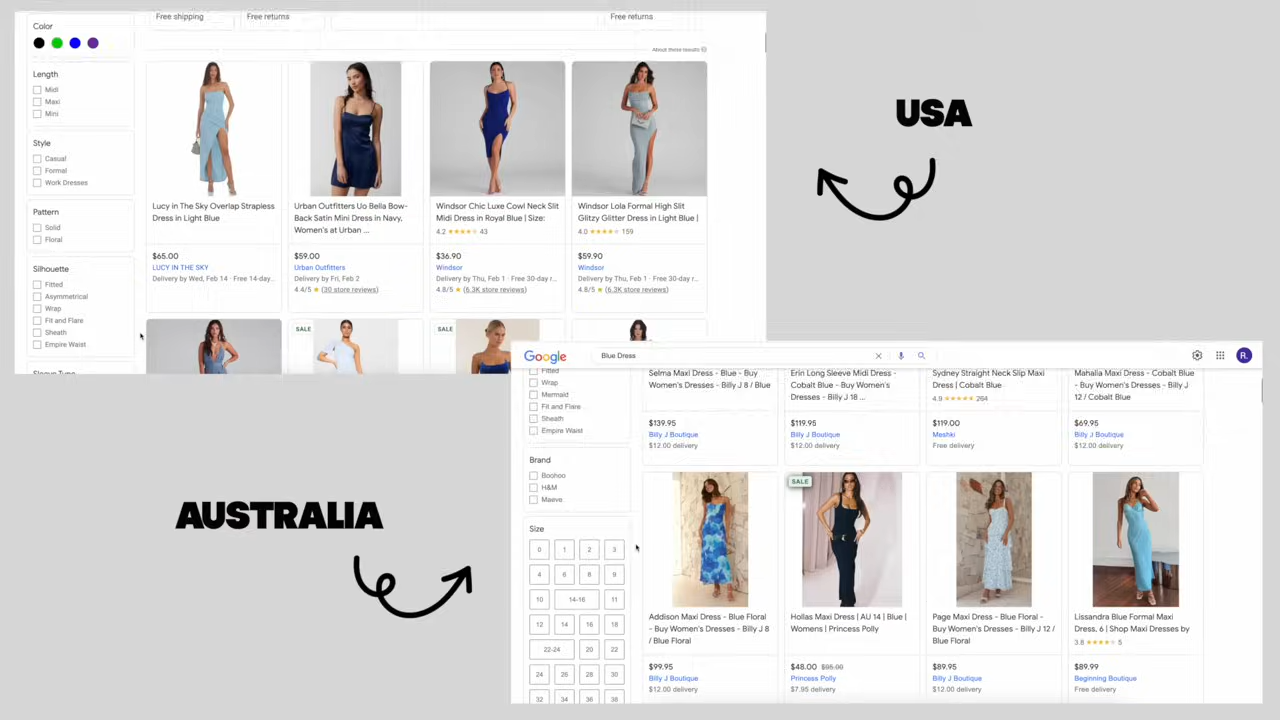 Free shipping
Free returns
Free returns
About these results
Color
Length
Midi
Maxi
Mini
Style
Casual
Formal
Work Dresses
Pattern
Solid
Floral
Silhouette
Fitted
Asymmetrical
Wrap
Fit and Flare
Sheath
Empire Waist
Lucy in The Sky Overlap Strapless
Dress in Light Blue
$65.00
LUCY IN THE SKY
Delivery by Wed, Feb 14 · Free 14-day...
Urban Outfitters Uo Bella Bow-
Back Satin Mini Dress in Navy,
Women's at Urban ...
$59.00
Urban Outfitters
Delivery by Fri, Feb 2
4.4/5 ★ (30 store reviews)
Windsor Chic Luxe Cowl Neck Slit
Midi Dress in Royal Blue | Size:
4.2 ★★★★★ 43
$36.90
Windsor
Delivery by Thu, Feb 1 · Free 30-day r...
4.8/5 ★ (6.3K store reviews)
Windsor Lola Formal High Slit
Glitzy Glitter Dress in Light Blue |
4.0 ★★★★★ 159
$59.90
Windsor
Delivery by Thu, Feb 1 · Free 30-day r...
4.8/5 ★ (6.3K store reviews)
SALE
SALE
USA
AUSTRALIA
Google
Blue Dress
R.
Fitted
Wrap
Mermaid
Fit and Flare
Sheath
Empire Waist
Brand
Boohoo
H&M
Maeve
Size
0 1 2 3
4 6 8 9
10 14-16 11
12 14 16 18
22-24 20 22
24 26 28 30
32 34 36 38
Selma Maxi Dress - Blue - Buy
Women's Dresses - Billy J 8 / Blue
$139.95
Billy J Boutique
$12.00 delivery
Erin Long Sleeve Midi Dress -
Cobalt Blue - Buy Women's
Dresses - Billy J 18 ...
$119.95
Billy J Boutique
$12.00 delivery
Sydney Straight Neck Slip Maxi
Dress | Cobalt Blue
4.9 ★★★★★ 264
$119.00
Meshki
Free delivery
Mahalia Maxi Dress - Cobalt Blue
- Buy Women's Dresses - Billy J
12 / Cobalt Blue
$69.95
Billy J Boutique
$12.00 delivery
Addison Maxi Dress - Blue Floral
- Buy Women's Dresses - Billy J 8
/ Blue Floral
$99.95
Billy J Boutique
$12.00 delivery
SALE
Hollas Maxi Dress | AU 14 | Blue |
Womens | Princess Polly
$48.00 $95.00
Princess Polly
$7.95 delivery
Page Maxi Dress - Blue Floral -
Buy Women's Dresses - Billy J 12 /
Blue Floral
$89.95
Billy J Boutique
$12.00 delivery
Lissandra Blue Formal Maxi
Dress, 6 | Shop Maxi Dresses by
3.8 ★★★★★ 5
$89.99
Beginning Boutique
Free delivery